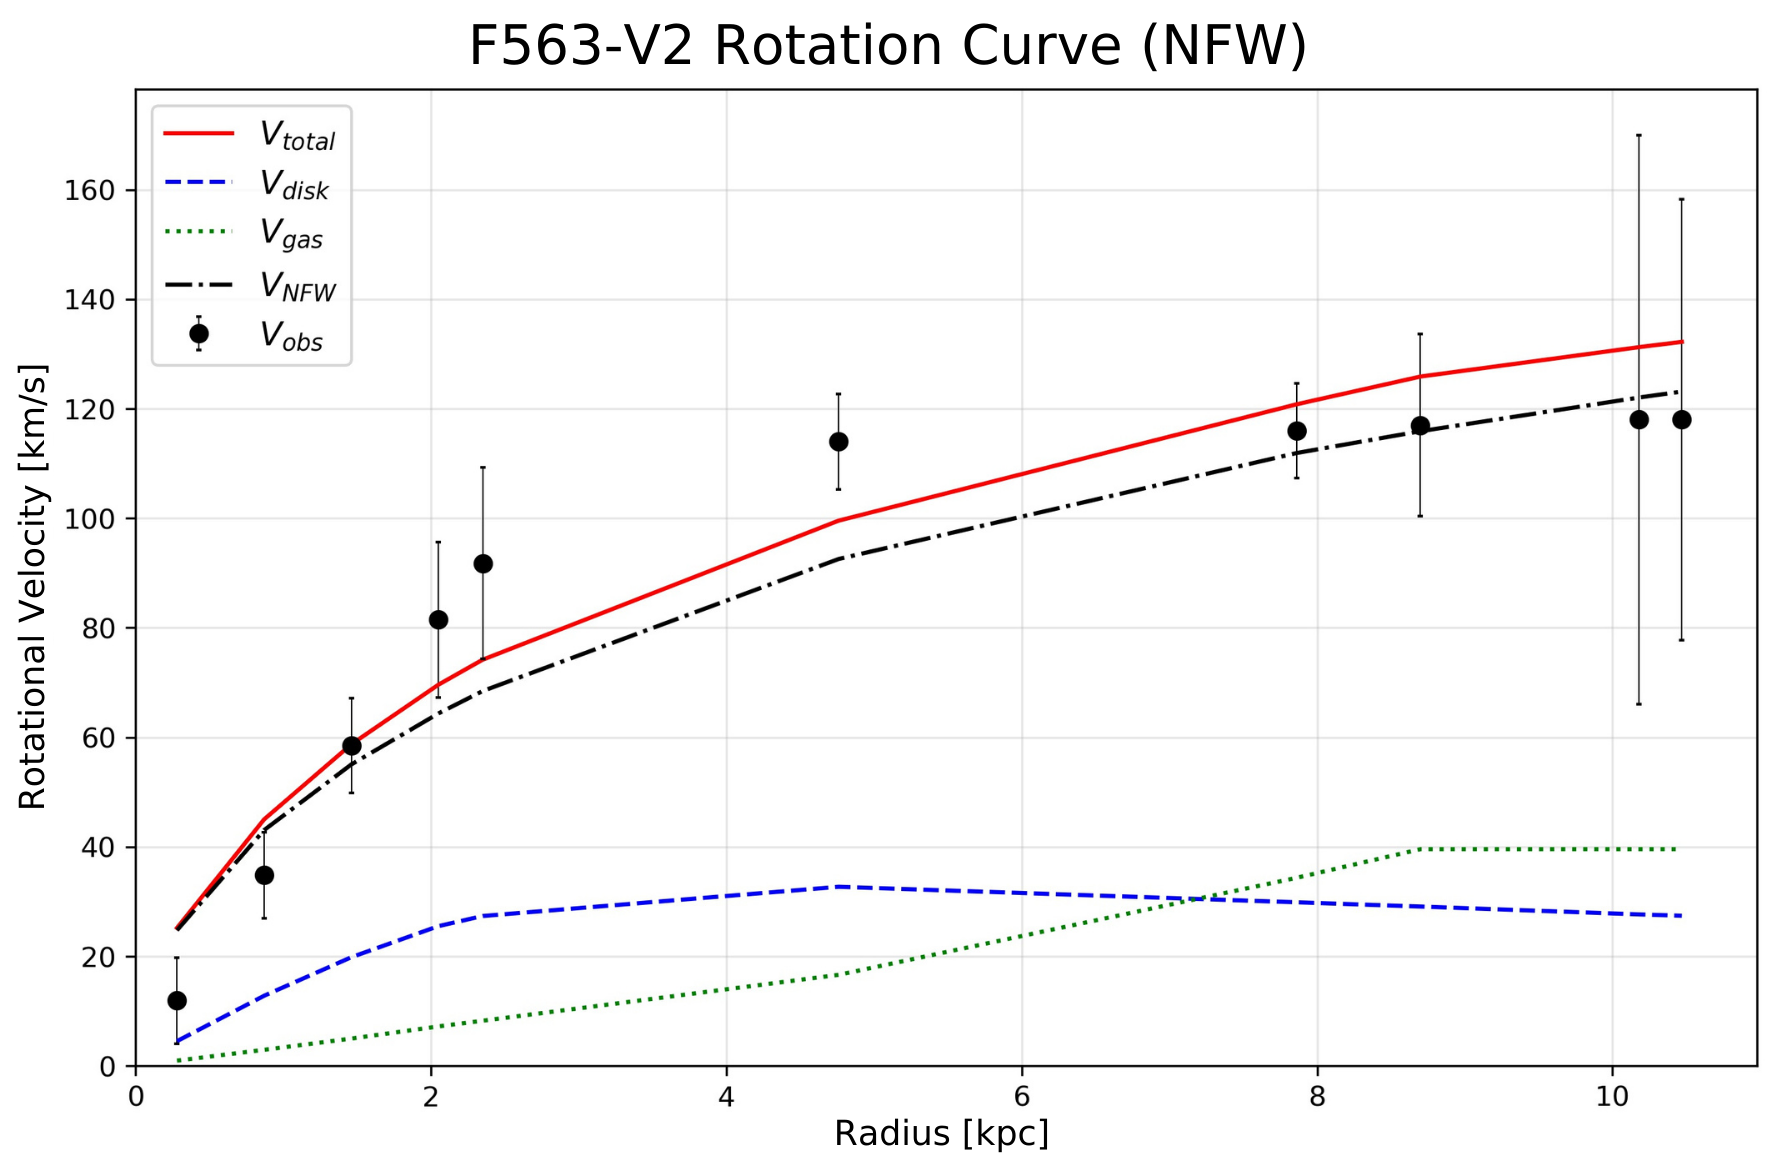 F563-V2 Rotation Curve (NFW)
V_total
V_disk
V_gas
V_NFW
V_obs
160
140
120
100
80
60
40
20
0
Rotational Velocity [km/s]
0 2 4 6 8 10
Radius [kpc]